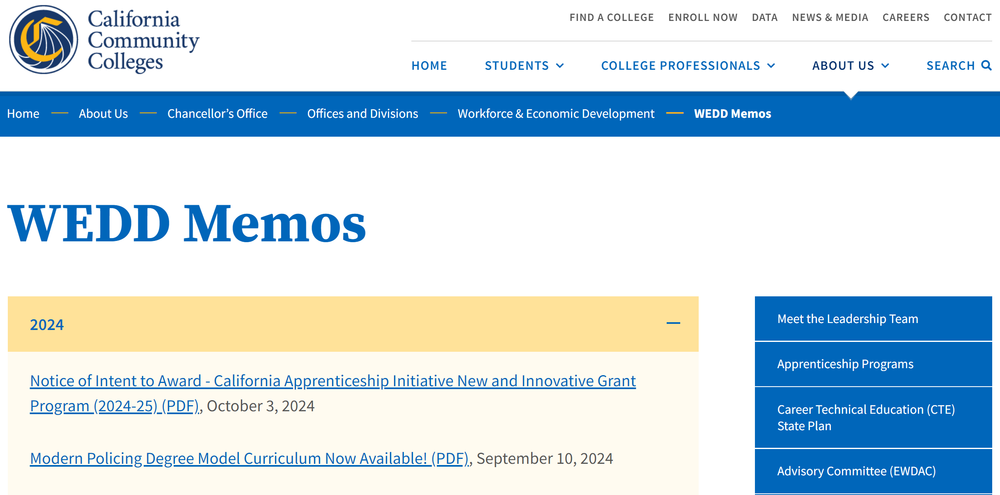 California
Community
Colleges
FIND A COLLEGE ENROLL NOW DATA NEWS & MEDIA CAREERS CONTACT
HOME STUDENTS COLLEGE PROFESSIONALS ABOUT US SEARCH
Home — About Us — Chancellor’s Office — Offices and Divisions — Workforce & Economic Development — WEDD Memos
WEDD Memos
2024
Notice of Intent to Award - California Apprenticeship Initiative New and Innovative Grant
Program (2024-25) (PDF), October 3, 2024
Modern Policing Degree Model Curriculum Now Available! (PDF), September 10, 2024
Meet the Leadership Team
Apprenticeship Programs
Career Technical Education (CTE)
State Plan
Advisory Committee (EWDAC)